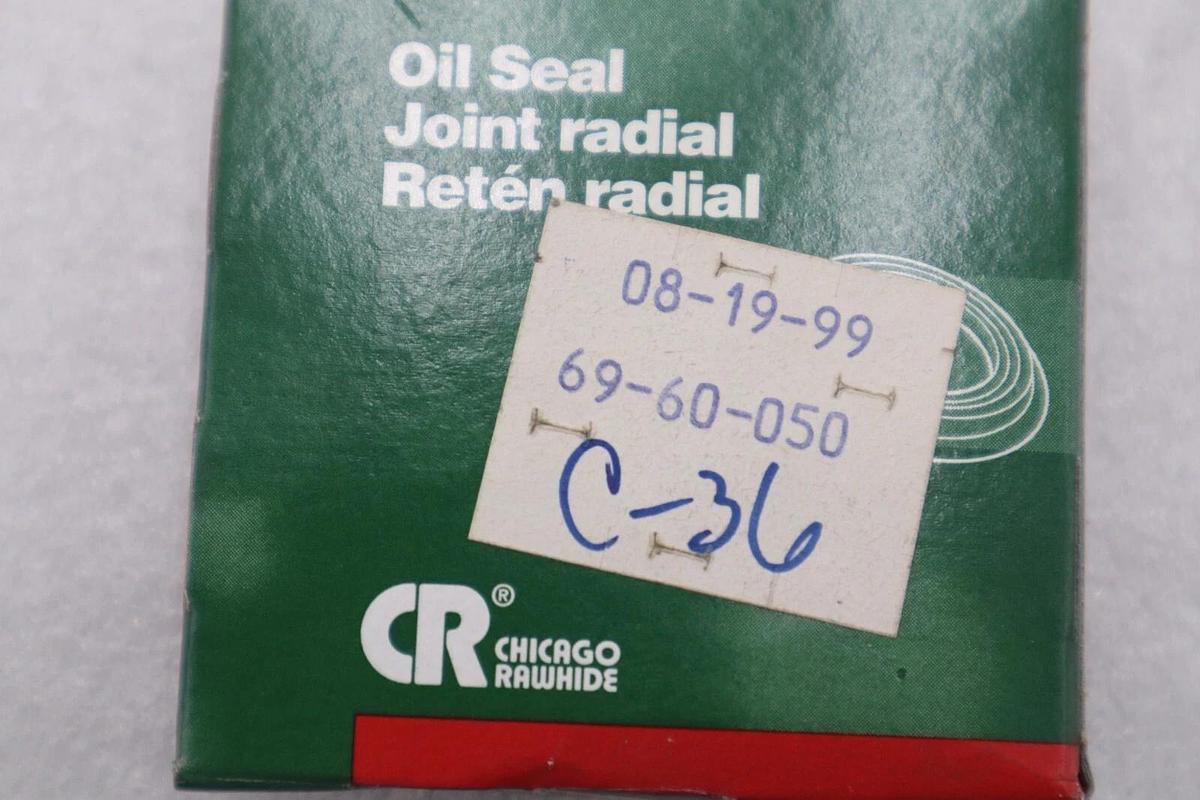 Oil Seal
Joint radial
Retén radial
08-19-99
69-60-050
C-36
CR®
CHICAGO
RAWHIDE